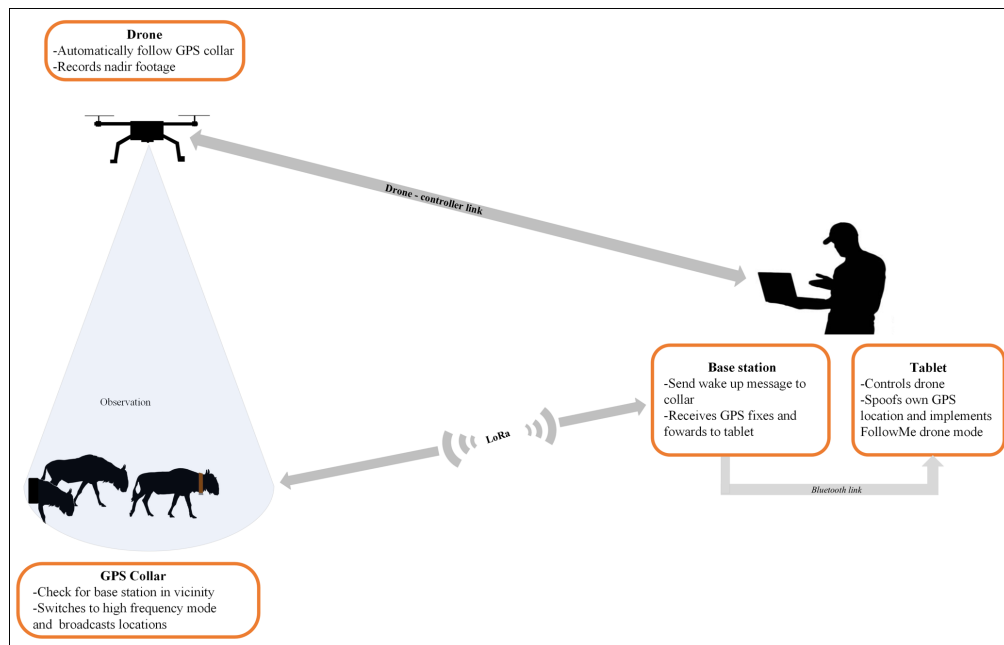 Drone
-Automatically follow GPS collar
-Records nadir footage
Drone - controller link
Observation
LoRa
Base station
-Send wake up message to
collar
-Receives GPS fixes and
fowards to tablet
Tablet
-Controls drone
-Spoofs own GPS
location and implements
FollowMe drone mode
Bluetooth link
GPS Collar
-Check for base station in vicinity
-Switches to high frequency mode
and broadcasts locations